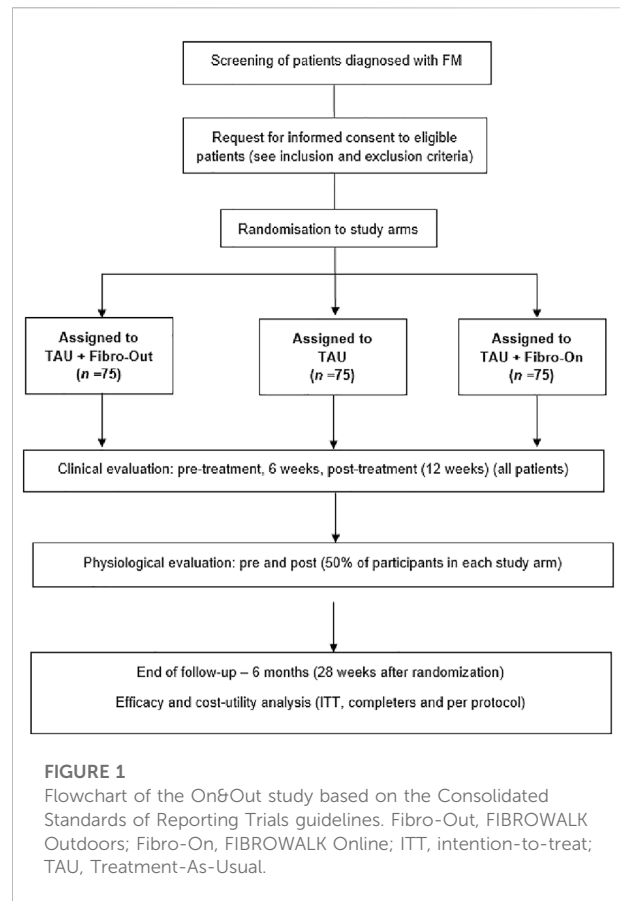 Screening of patients diagnosed with FM
Request for informed consent to eligible
patients (see inclusion and exclusion criteria)
Randomisation to study arms
Assigned to
TAU + Fibro-Out
(n =75)
Assigned to
TAU
(n =75)
Assigned to
TAU + Fibro-On
(n =75)
Clinical evaluation: pre-treatment, 6 weeks, post-treatment (12 weeks) (all patients)
Physiological evaluation: pre and post (50% of participants in each study arm)
End of follow-up – 6 months (28 weeks after randomization)
Efficacy and cost-utility analysis (ITT, completers and per protocol)
FIGURE 1
Flowchart of the On&Out study based on the Consolidated
Standards of Reporting Trials guidelines. Fibro-Out, FIBROWALK
Outdoors; Fibro-On, FIBROWALK Online; ITT, intention-to-treat;
TAU, Treatment-As-Usual.